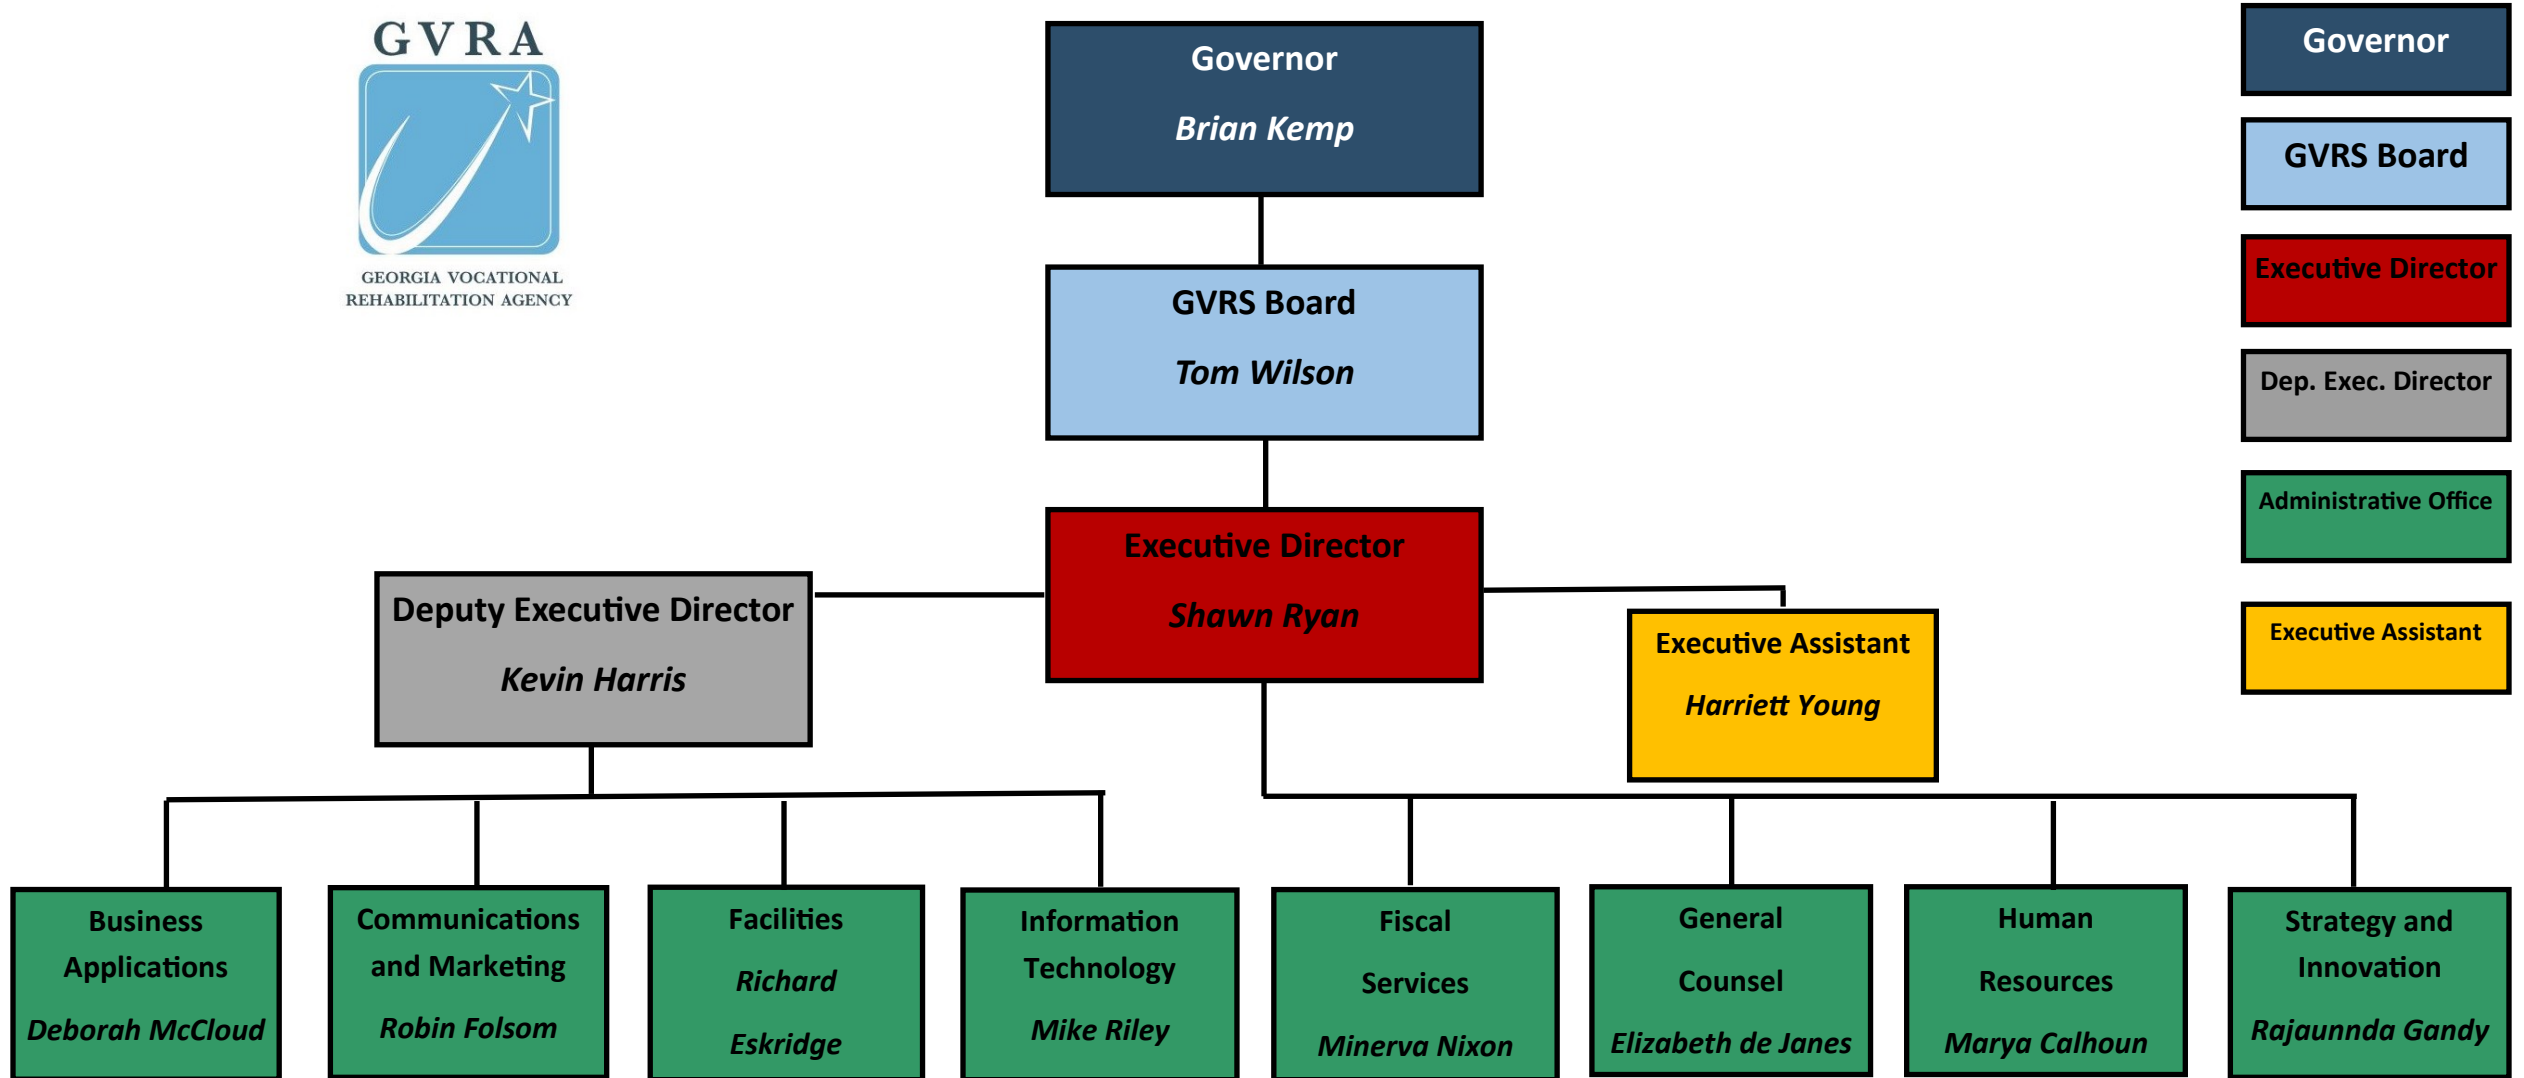 GVRA
GEORGIA VOCATIONAL
REHABILITATION AGENCY
Governor
Brian Kemp
GVRS Board
Tom Wilson
Executive Director
Shawn Ryan
Deputy Executive Director
Kevin Harris
Executive Assistant
Harriett Young
Business
Applications
Deborah McCloud
Communications
and Marketing
Robin Folsom
Facilities
Richard
Eskridge
Information
Technology
Mike Riley
Fiscal
Services
Minerva Nixon
General
Counsel
Elizabeth de Janes
Human
Resources
Marya Calhoun
Strategy and
Innovation
Rajaunnda Gandy
Governor
GVRS Board
Executive Director
Dep. Exec. Director
Administrative Office
Executive Assistant